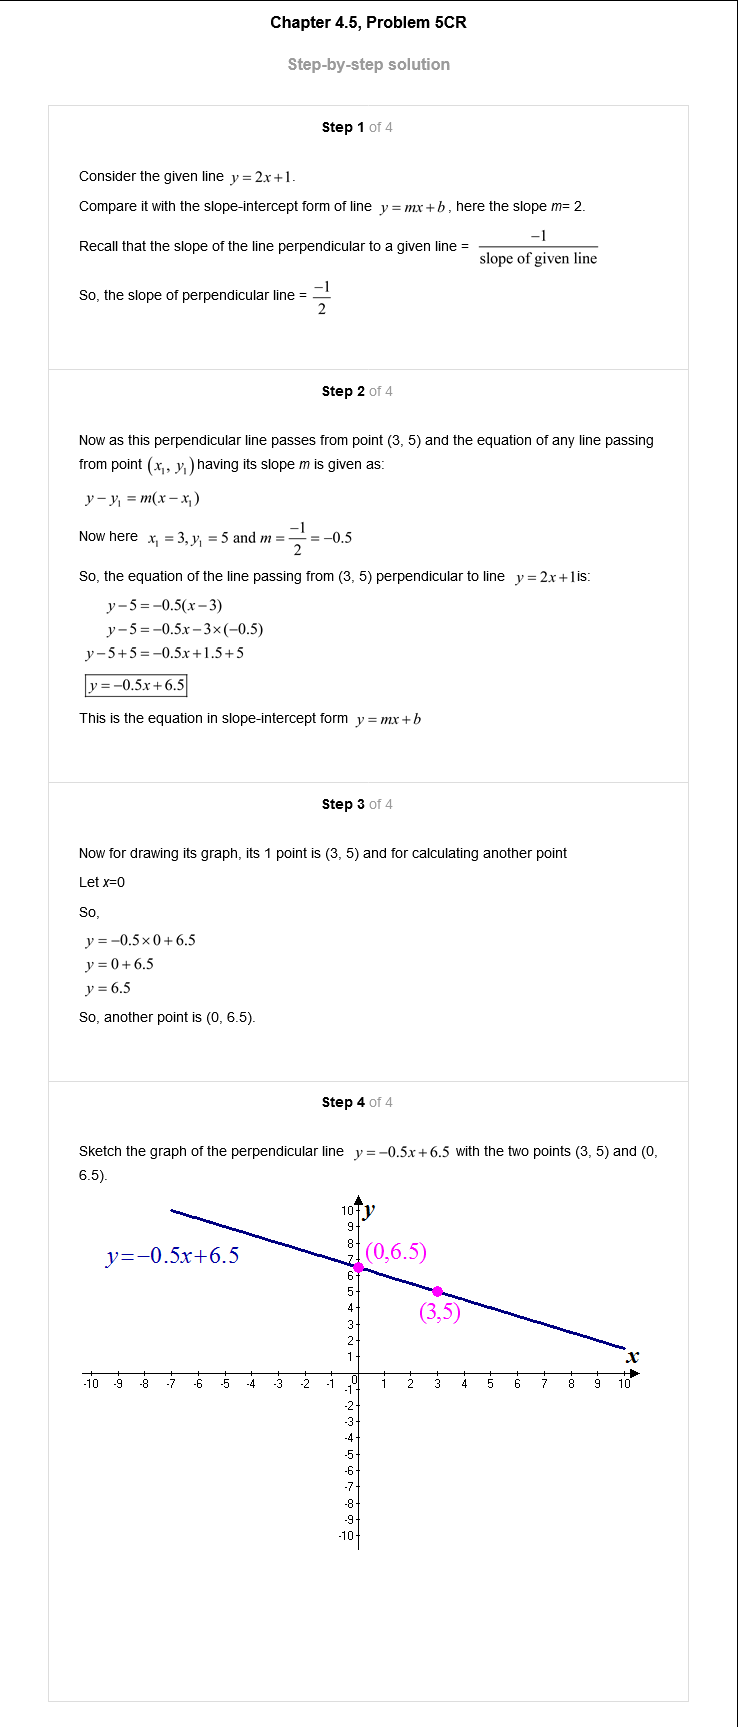 Chapter 4.5, Problem 5CR
Step-by-step solution
Step 1 of 4
Consider the given line y = 2x + 1.
Compare it with the slope-intercept form of line y = mx + b, here the slope m= 2.
Recall that the slope of the line perpendicular to a given line = −1 / slope of given line
So, the slope of perpendicular line = −1 / 2
Step 2 of 4
Now as this perpendicular line passes from point (3, 5) and the equation of any line passing
from point (x₁, y₁) having its slope m is given as:
y − y₁ = m(x − x₁)
Now here x₁ = 3, y₁ = 5 and m = −1 / 2 = −0.5
So, the equation of the line passing from (3, 5) perpendicular to line y = 2x + 1 is:
y − 5 = −0.5(x − 3)
y − 5 = −0.5x − 3×(−0.5)
y − 5 + 5 = −0.5x + 1.5 + 5
y = −0.5x + 6.5
This is the equation in slope-intercept form y = mx + b
Step 3 of 4
Now for drawing its graph, its 1 point is (3, 5) and for calculating another point
Let x=0
So,
y = −0.5 × 0 + 6.5
y = 0 + 6.5
y = 6.5
So, another point is (0, 6.5).
Step 4 of 4
Sketch the graph of the perpendicular line y = −0.5x + 6.5 with the two points (3, 5) and (0,
6.5).
y
10
9
8
7
6
5
4
3
2
1
y=−0.5x+6.5
(0,6.5)
(3,5)
x
-10 -9 -8 -7 -6 -5 -4 -3 -2 -1 0 1 2 3 4 5 6 7 8 9 10
-1
-2
-3
-4
-5
-6
-7
-8
-9
-10